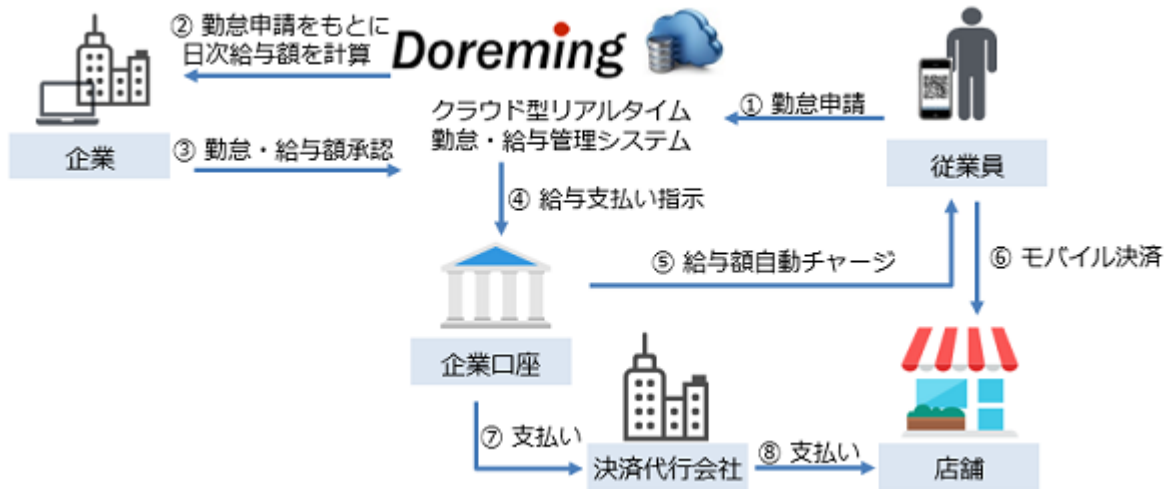 ② 勤怠申請をもとに
日次給与額を計算
Doreming
クラウド型リアルタイム
勤怠・給与管理システム
① 勤怠申請
企業
③ 勤怠・給与額承認
従業員
④ 給与支払い指示
⑤ 給与額自動チャージ
⑥ モバイル決済
企業口座
⑦ 支払い
決済代行会社
⑧ 支払い
店舗